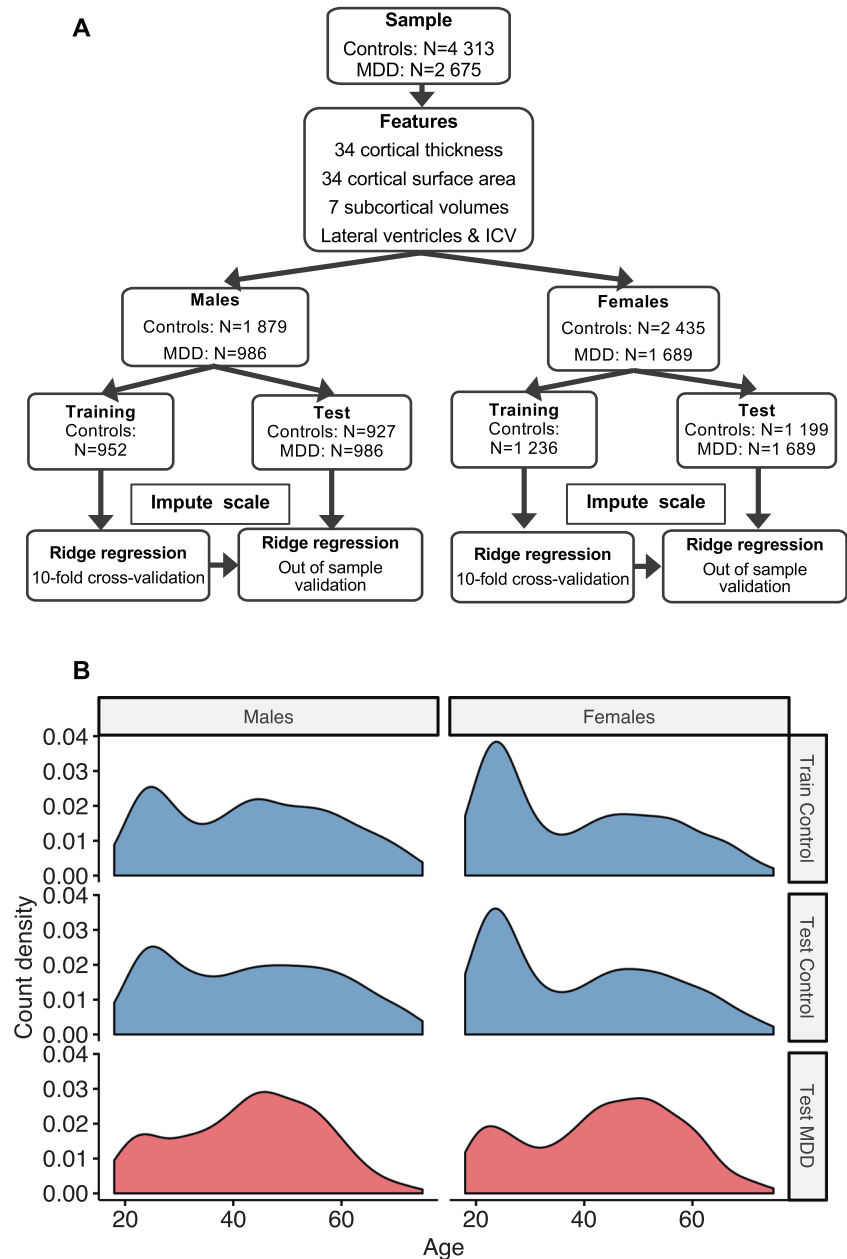 A
Sample
Controls: N=4 313
MDD: N=2 675
Features
34 cortical thickness
34 cortical surface area
7 subcortical volumes
Lateral ventricles & ICV
Males
Controls: N=1 879
MDD: N=986
Females
Controls: N=2 435
MDD: N=1 689
Training
Controls:
N=952
Test
Controls: N=927
MDD: N=986
Training
Controls:
N=1 236
Test
Controls: N=1 199
MDD: N=1 689
Impute scale
Impute scale
Ridge regression
10-fold cross-validation
Ridge regression
Out of sample
validation
Ridge regression
10-fold cross-validation
Ridge regression
Out of sample
validation
B
Males
Females
0.04
0.03
0.02
0.01
0.00
Train Control
0.04
0.03
0.02
0.01
0.00
Test Control
0.04
0.03
0.02
0.01
0.00
Test MDD
Count density
20 40 60
20 40 60
Age